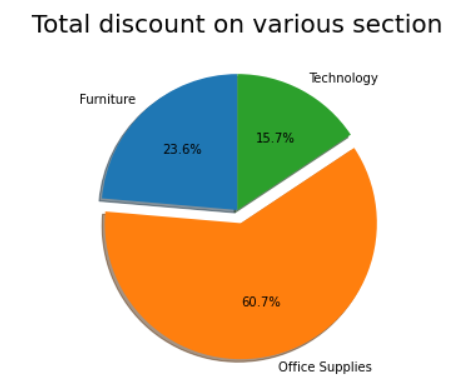 Total discount on various section
Technology
Furniture
15.7%
23.6%
60.7%
Office Supplies